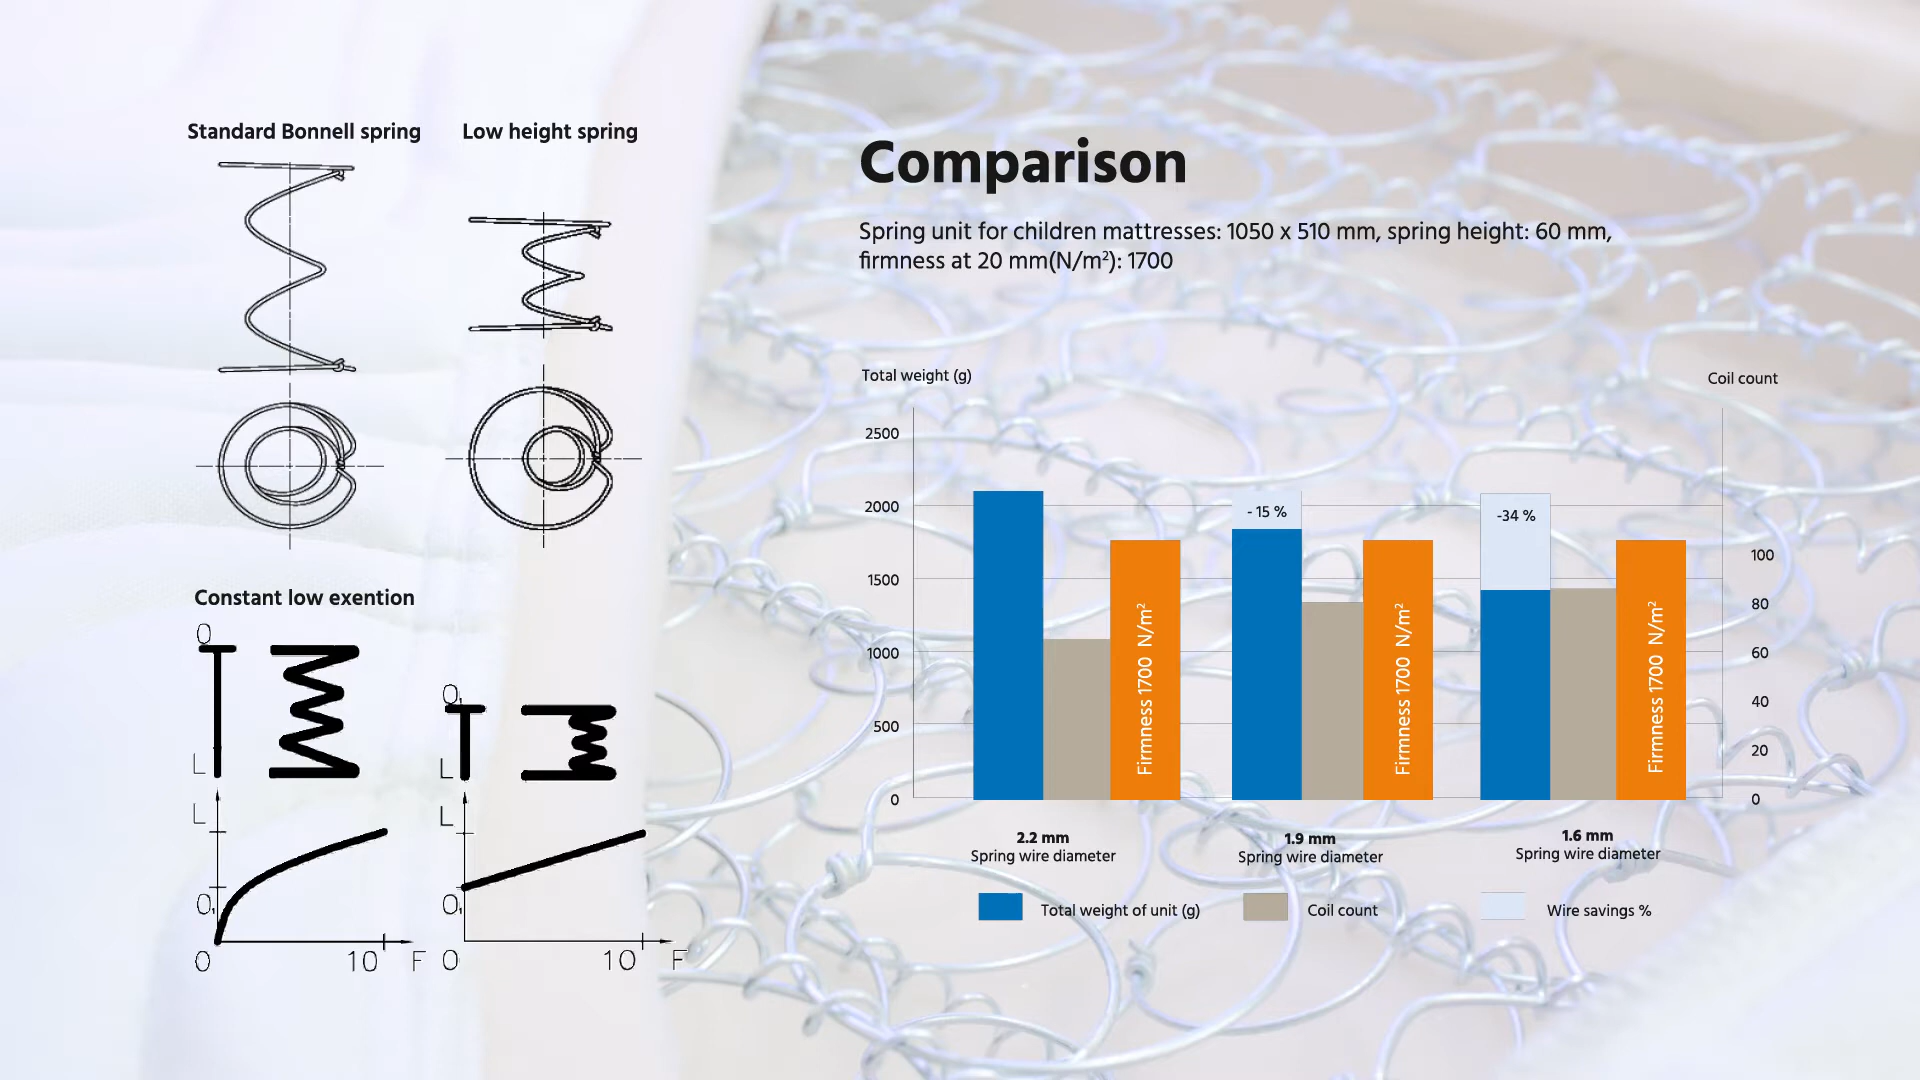 Standard Bonnell spring
Low height spring
Constant low exention
O
L
L
O₁
O
10
F
O₁
L
L
O₁
O
10
F
Comparison
Spring unit for children mattresses: 1050 x 510 mm, spring height: 60 mm,
firmness at 20 mm(N/m²): 1700
Total weight (g)
Coil count
2500
2000
1500
1000
500
0
- 15 %
-34 %
Firmness 1700 N/m²
Firmness 1700 N/m²
Firmness 1700 N/m²
100
80
60
40
20
0
2.2 mm
Spring wire diameter
1.9 mm
Spring wire diameter
1.6 mm
Spring wire diameter
Total weight of unit (g)
Coil count
Wire savings %